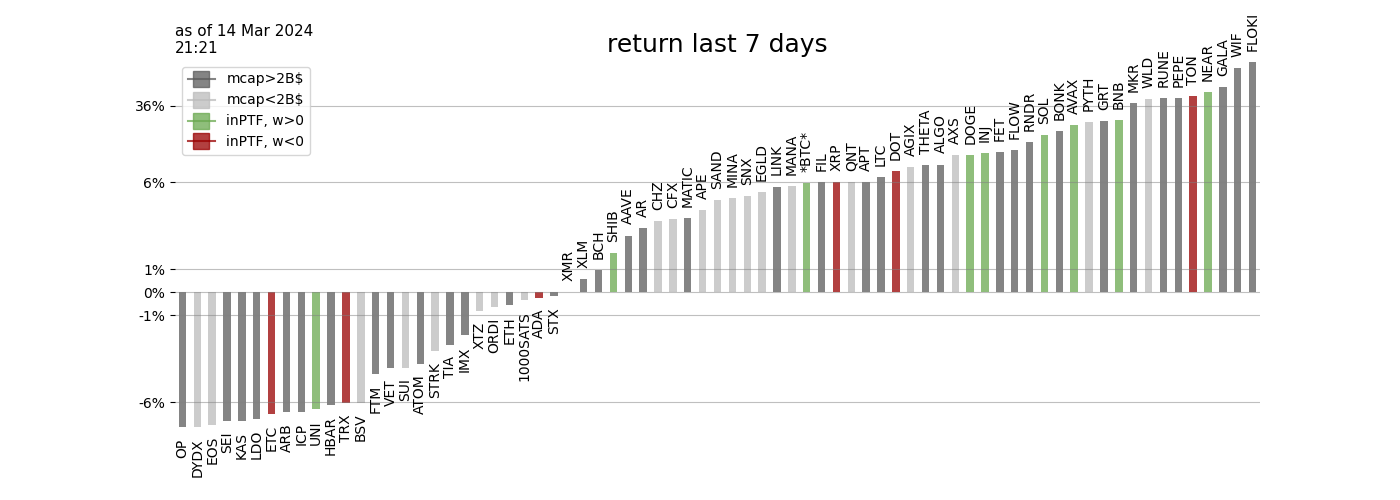 as of 14 Mar 2024
21:21
return last 7 days
mcap>2B$
mcap<2B$
inPTF, w>0
inPTF, w<0
36%
6%
1%
0%
-1%
-6%
OP
DYDX
EOS
SEI
KAS
LDO
ETC
ARB
ICP
UNI
HBAR
TRX
BSV
FTM
VET
SUI
ATOM
STRK
TIA
IMX
XTZ
ORDI
ETH
1000SATS
ADA
STX
XMR
XLM
BCH
SHIB
AAVE
AR
CHZ
CFX
MATIC
APE
SAND
MINA
SNX
EGLD
LINK
MANA
*BTC*
FIL
XRP
QNT
APT
LTC
DOT
AGIX
THETA
ALGO
AXS
DOGE
INJ
FET
FLOW
RNDR
SOL
BONK
AVAX
PYTH
GRT
BNB
MKR
WLD
RUNE
PEPE
TON
NEAR
GALA
WIF
FLOKI